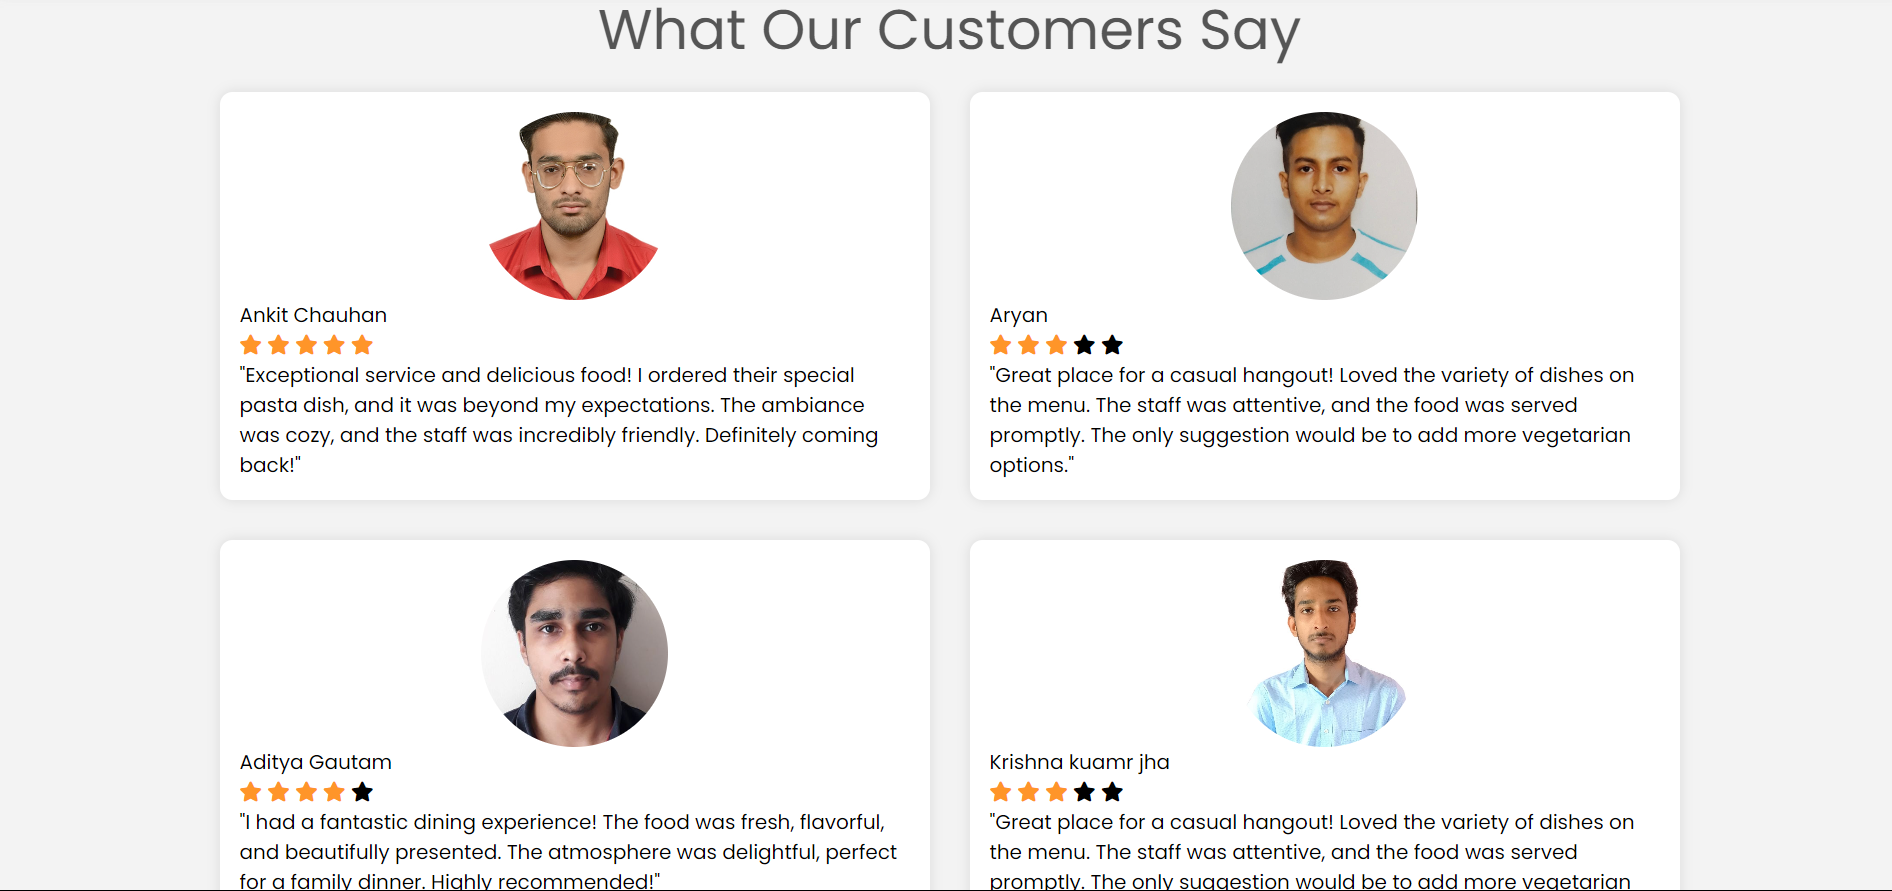 What Our Customers Say
Ankit Chauhan
"Exceptional service and delicious food! I ordered their special
pasta dish, and it was beyond my expectations. The ambiance
was cozy, and the staff was incredibly friendly. Definitely coming
back!"
Aryan
"Great place for a casual hangout! Loved the variety of dishes on
the menu. The staff was attentive, and the food was served
promptly. The only suggestion would be to add more vegetarian
options."
Aditya Gautam
"I had a fantastic dining experience! The food was fresh, flavorful,
and beautifully presented. The atmosphere was delightful, perfect
for a family dinner. Highly recommended!"
Krishna kuamr jha
"Great place for a casual hangout! Loved the variety of dishes on
the menu. The staff was attentive, and the food was served
promptly. The only suggestion would be to add more vegetarian